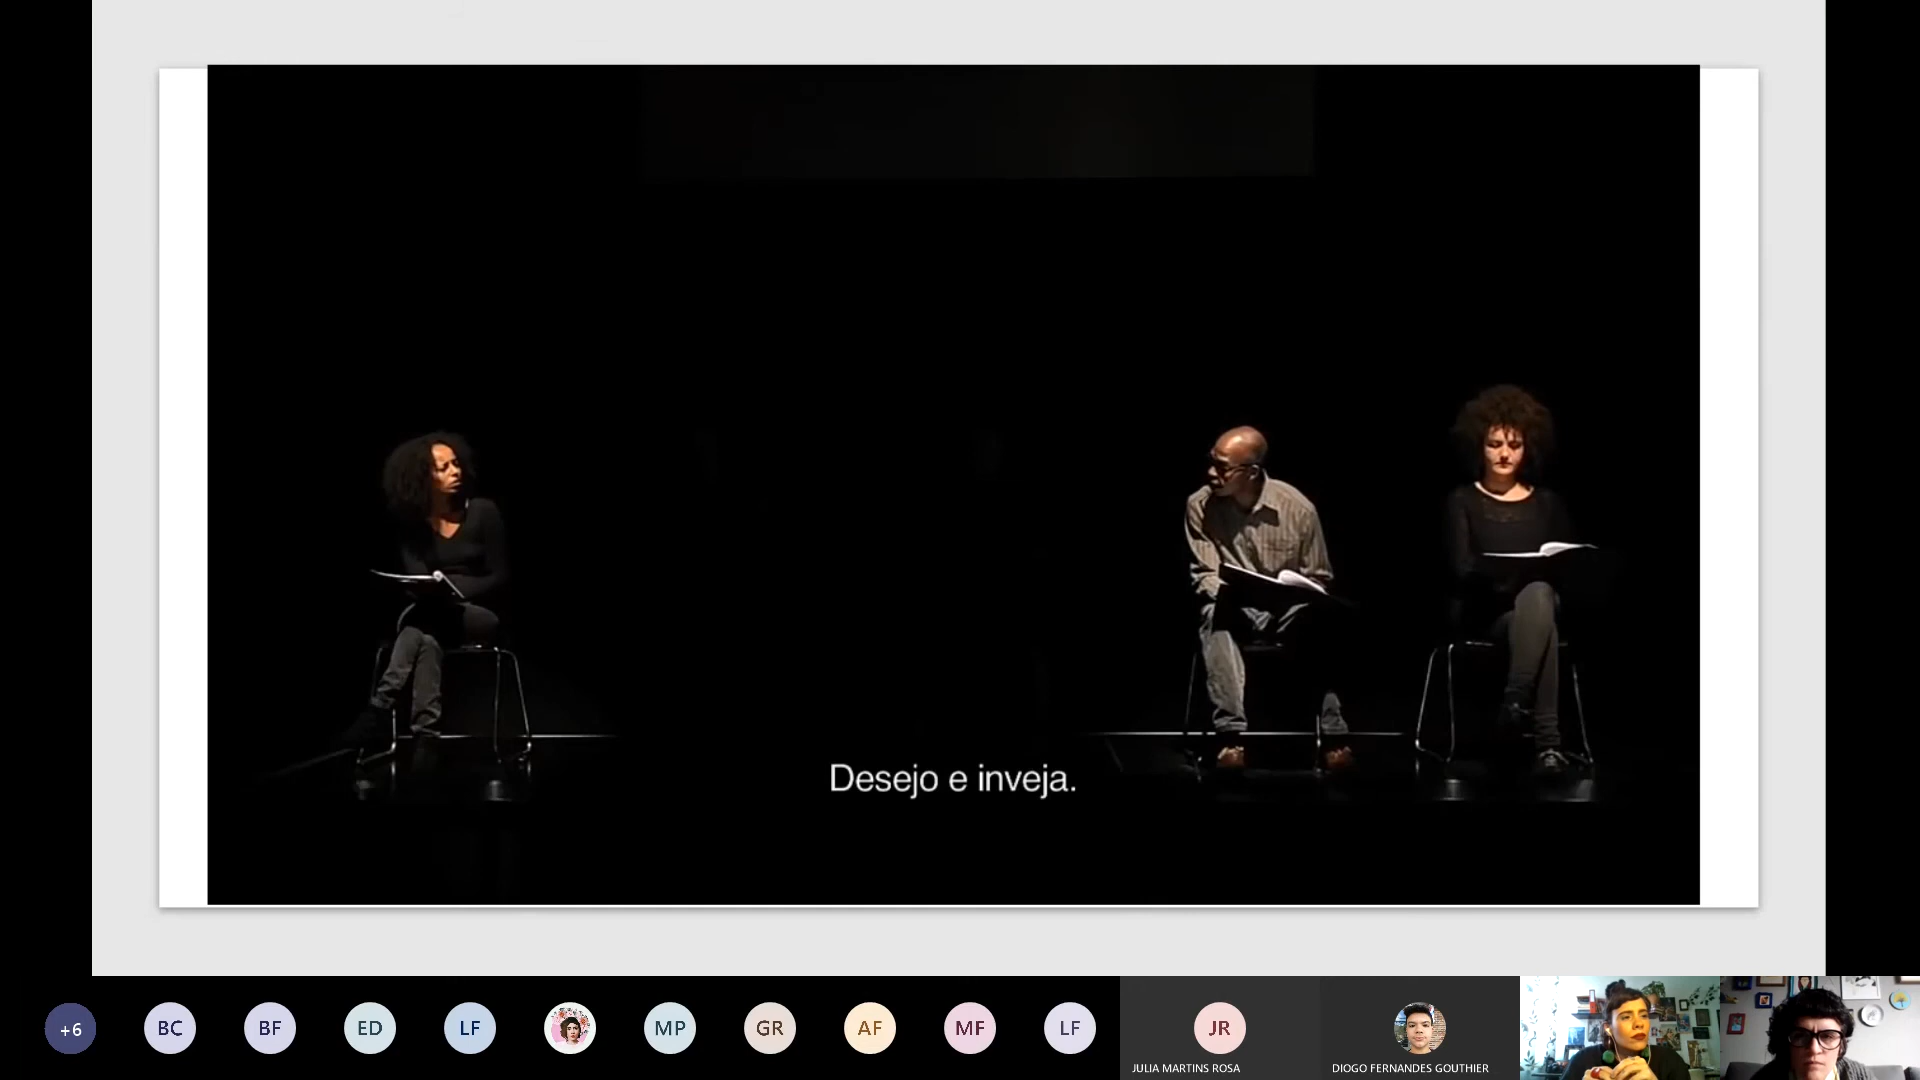 Desejo e inveja.
+6
BC
BF
ED
LF
MP
GR
AF
MF
LF
JR
JULIA MARTINS ROSA
DIOGO FERNANDES GOUTHIER